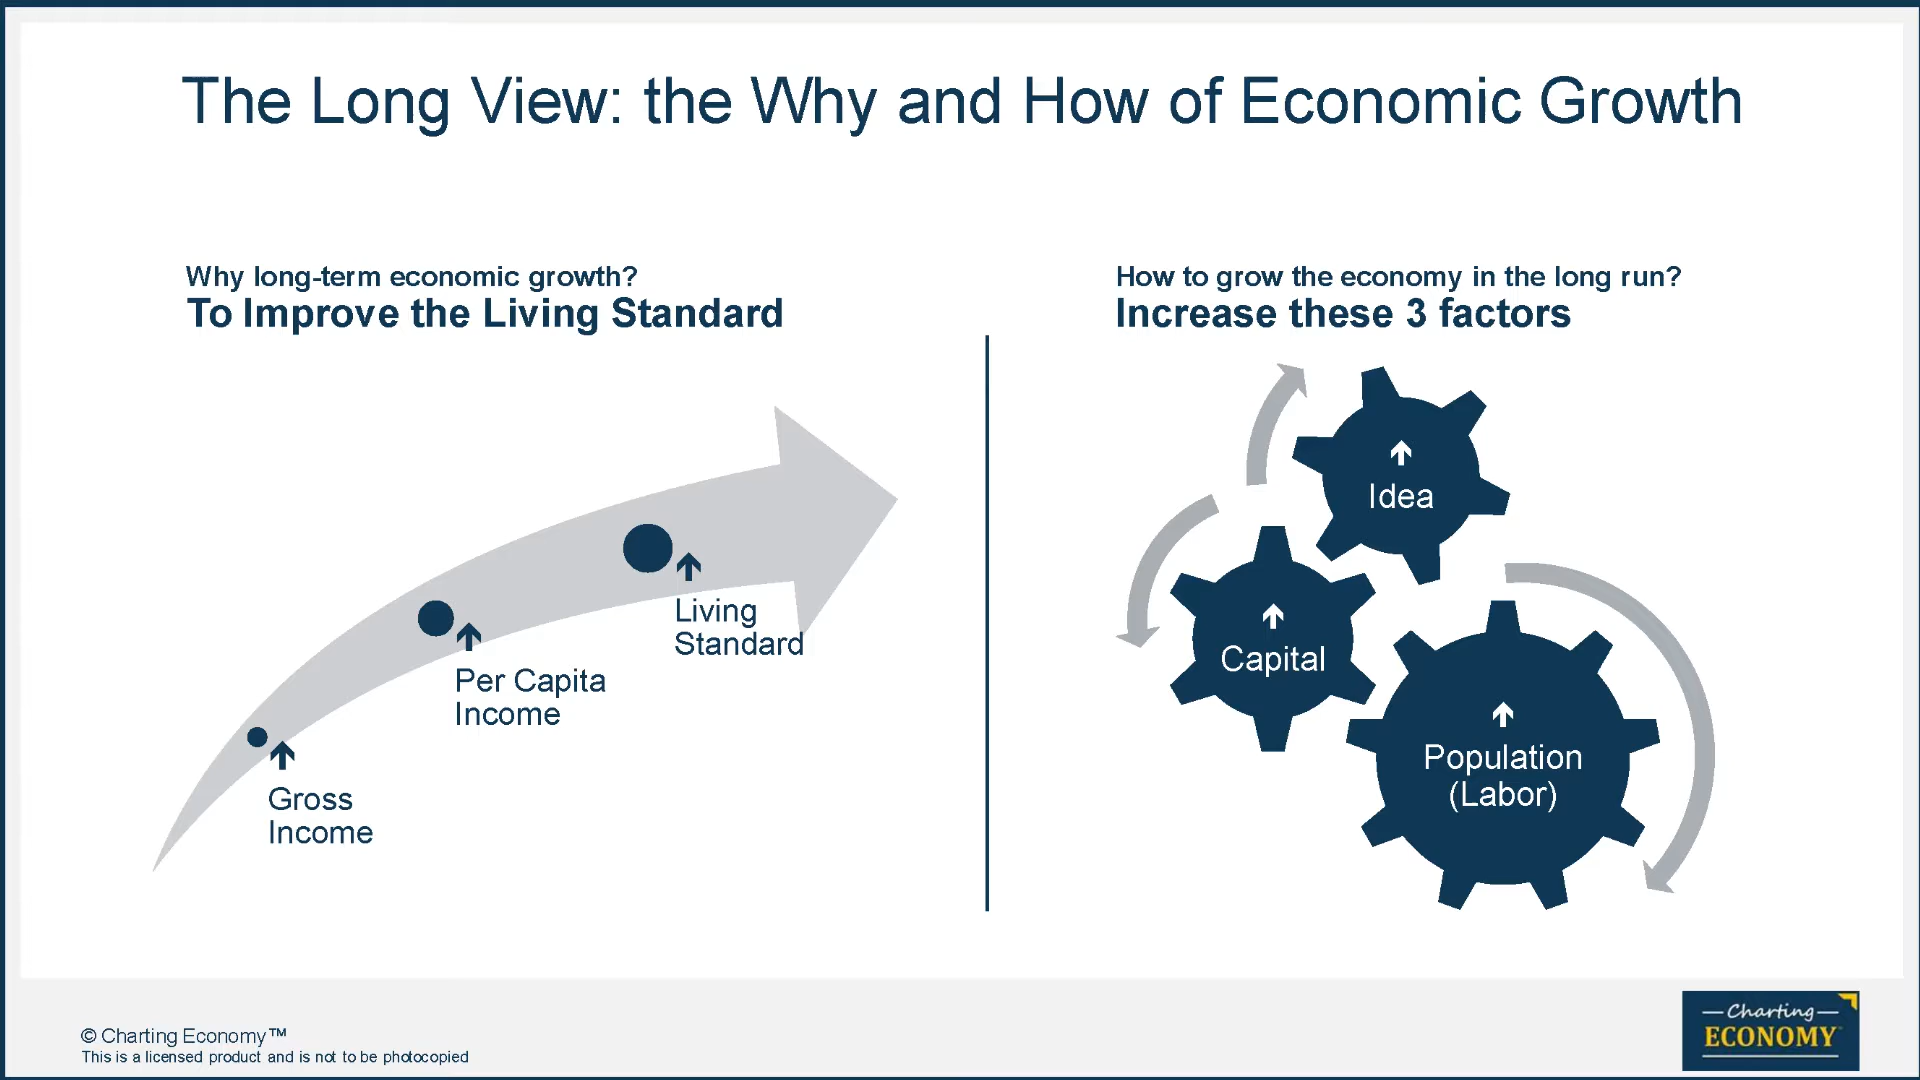 The Long View: the Why and How of Economic Growth
Why long-term economic growth?
To Improve the Living Standard
Gross
Income
Per Capita
Income
Living
Standard
How to grow the economy in the long run?
Increase these 3 factors
Idea
Capital
Population
(Labor)
© Charting Economy™
This is a licensed product and is not to be photocopied
Charting
ECONOMY